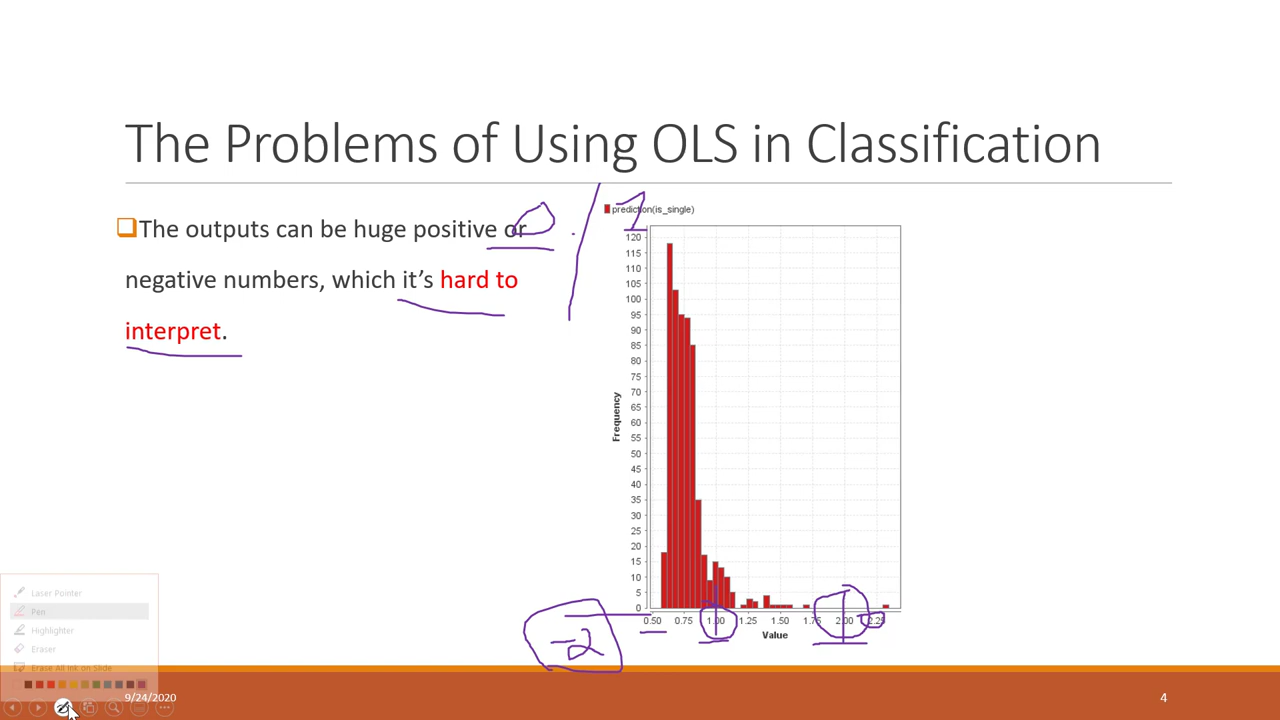 The Problems of Using OLS in Classification
The outputs can be huge positive or
negative numbers, which it's hard to
interpret.
0 / 1
prediction(is_single)
120
115
110
105
100
95
90
85
80
75
70
65
60
55
50
45
40
35
30
25
20
15
10
5
0
Frequency
0.50 0.75 1.00 1.25 1.50 1.75 2.00 2.25
Value
-2
Laser Pointer
Pen
Highlighter
Eraser
Erase All Ink on Slide
9/24/2020
4